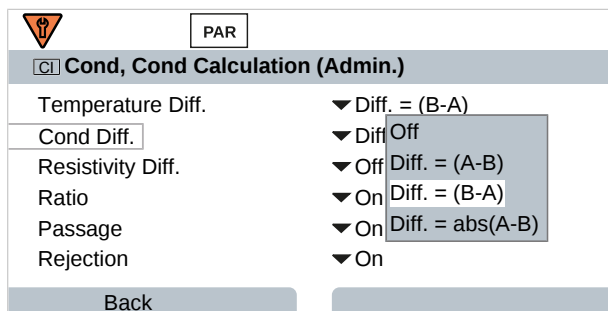 PAR
CI Cond, Cond Calculation (Admin.)
Temperature Diff. Diff. = (B-A)
Cond Diff. Diff
Resistivity Diff. Off
Ratio On
Passage On
Rejection On
Off
Diff. = (A-B)
Diff. = (B-A)
Diff. = abs(A-B)
Back